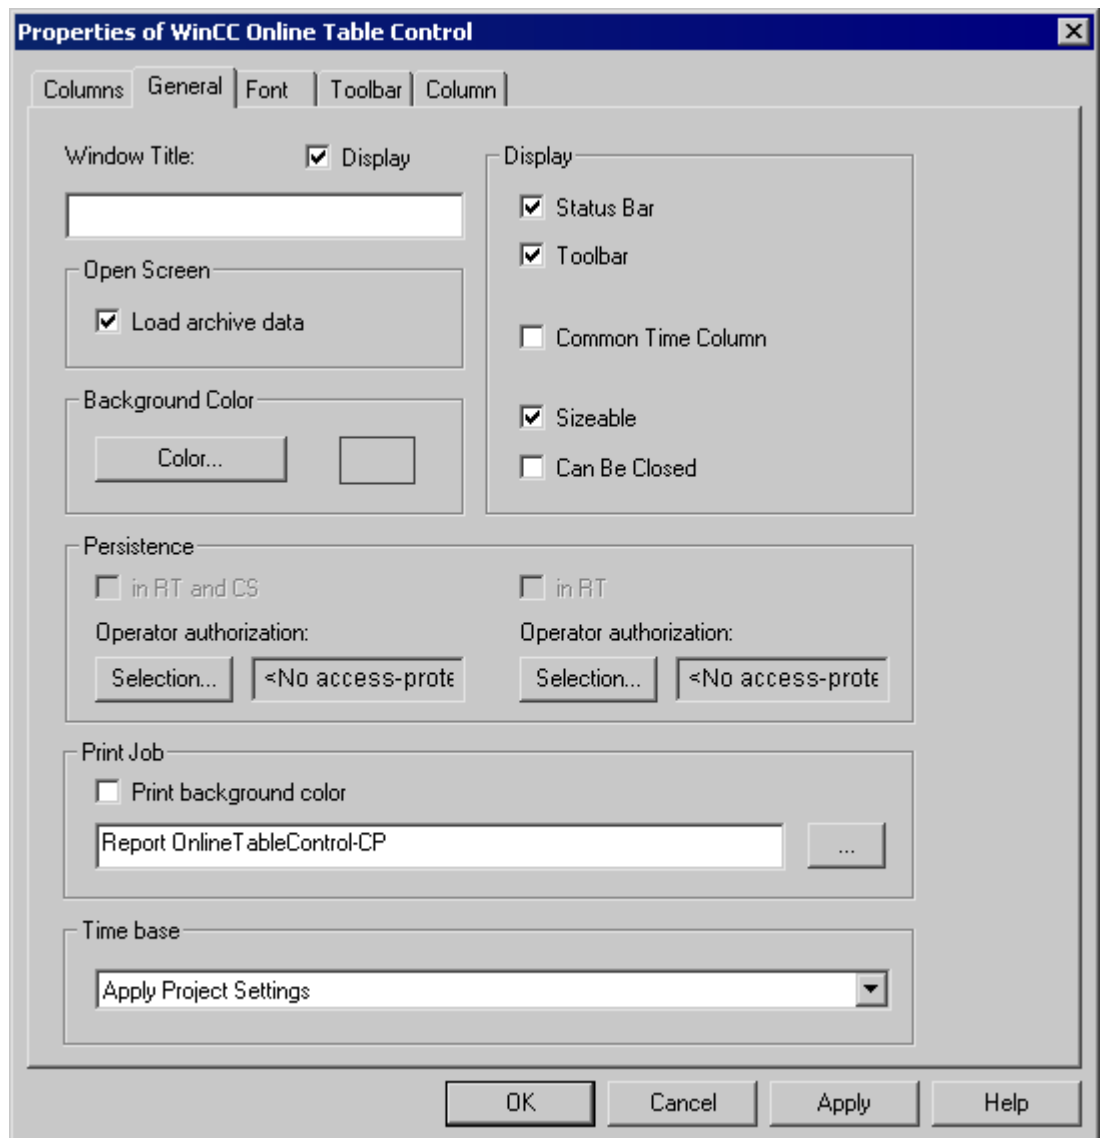 Properties of WinCC Online Table Control
Columns General Font Toolbar Column
Window Title: Display
Display
Status Bar
Toolbar
Common Time Column
Sizeable
Can Be Closed
Open Screen
Load archive data
Background Color
Color...
Persistence
in RT and CS in RT
Operator authorization: Operator authorization:
Selection... <No access-prote Selection... <No access-prote
Print Job
Print background color
Report OnlineTableControl-CP ...
Time base
Apply Project Settings
OK Cancel Apply Help